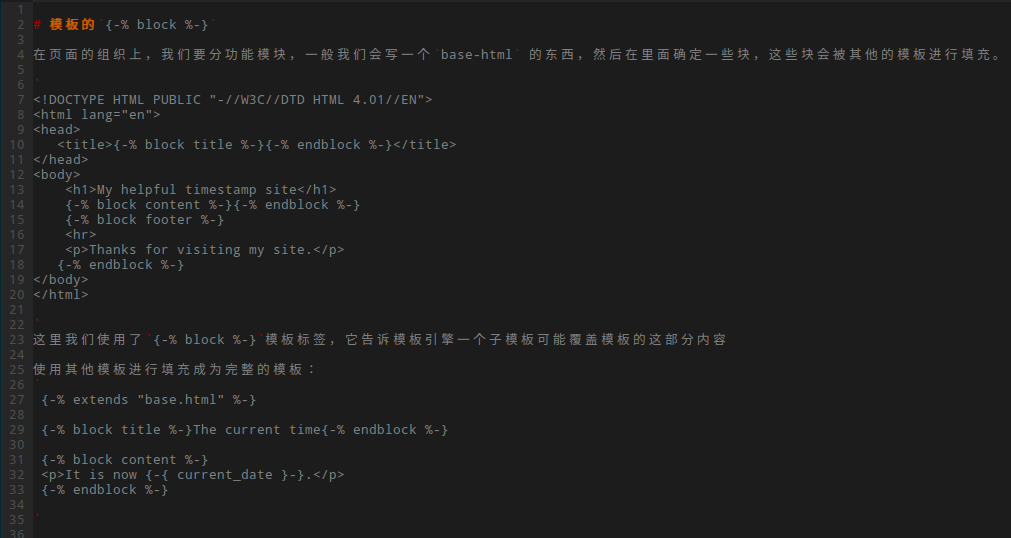 1
2 # 模板的`{-% block %-}`
3
4 在页面的组织上，我们要分功能模块，一般我们会写一个`base-html` 的东西，然后在里面确定一些块，这些块会被其他的模板进行填充。
5
6 `
7 <!DOCTYPE HTML PUBLIC "-//W3C//DTD HTML 4.01//EN">
8 <html lang="en">
9 <head>
10    <title>{-% block title %-}{-% endblock %-}</title>
11 </head>
12 <body>
13     <h1>My helpful timestamp site</h1>
14     {-% block content %-}{-% endblock %-}
15     {-% block footer %-}
16     <hr>
17     <p>Thanks for visiting my site.</p>
18    {-% endblock %-}
19 </body>
20 </html>
21
22 `
23 这里我们使用了`{-% block %-}`模板标签，它告诉模板引擎一个子模板可能覆盖模板的这部分内容
24
25 使用其他模板进行填充成为完整的模板：
26 `
27  {-% extends "base.html" %-}
28
29  {-% block title %-}The current time{-% endblock %-}
30
31  {-% block content %-}
32  <p>It is now {-{ current_date }-}.</p>
33  {-% endblock %-}
34
35 `
36